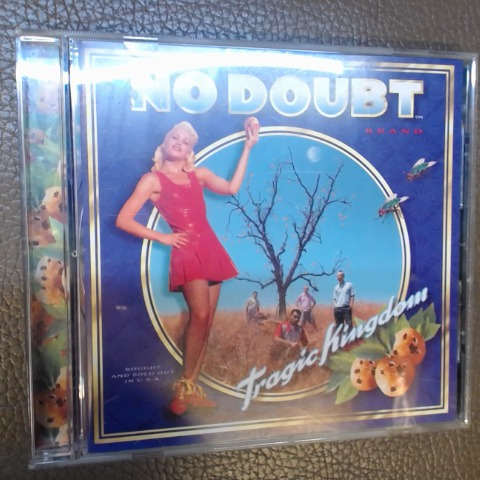 NO DOUBT
BRAND
Tragic Kingdom
BOUGHT
AND SOLD OUT
IN U.S.A